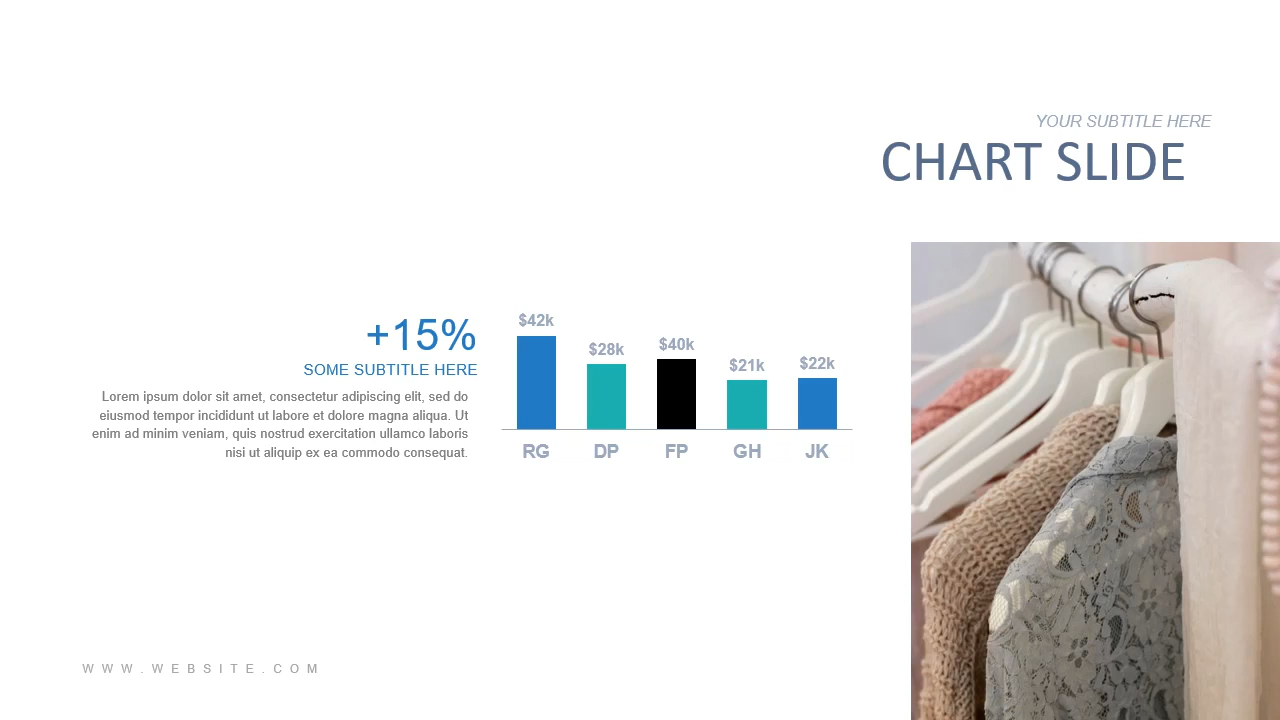 YOUR SUBTITLE HERE
CHART SLIDE
+15%
SOME SUBTITLE HERE
Lorem ipsum dolor sit amet, consectetur adipiscing elit, sed do
eiusmod tempor incididunt ut labore et dolore magna aliqua. Ut
enim ad minim veniam, quis nostrud exercitation ullamco laboris
nisi ut aliquip ex ea commodo consequat.
$42k
$28k
$40k
$21k
$22k
RG DP FP GH JK
WWW.WEBSITE.COM